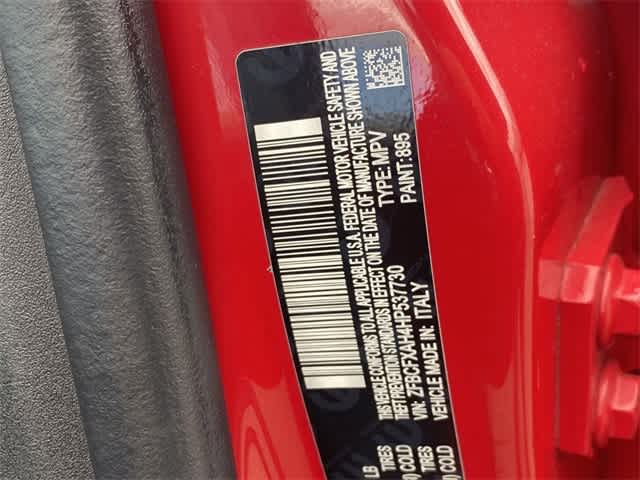 THIS VEHICLE CONFORMS TO ALL APPLICABLE U.S.A. FEDERAL MOTOR VEHICLE SAFETY AND
THEFT PREVENTION STANDARDS IN EFFECT ON THE DATE OF MANUFACTURE SHOWN ABOVE
VIN: ZFBCFXAH4HP537730 TYPE: MPV
VEHICLE MADE IN: ITALY PAINT: 895
LB
TIRES
COLD
TIRES
COLD